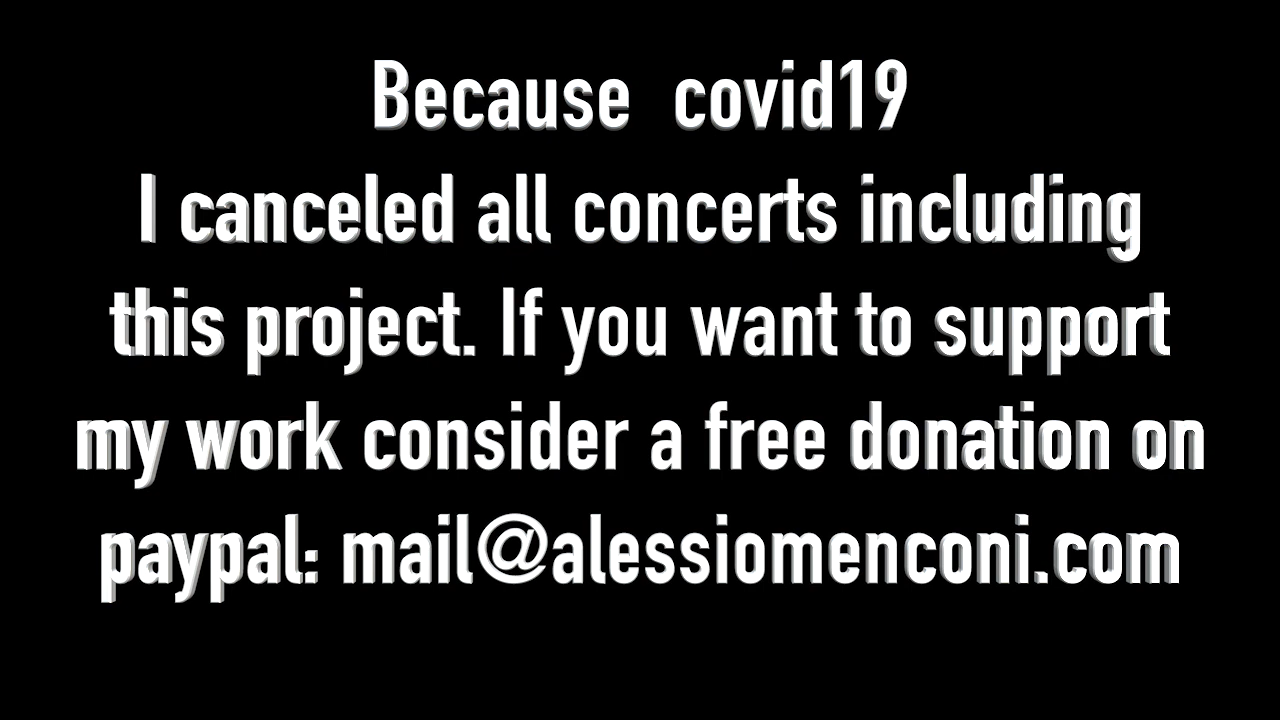 Because  covid19
I canceled all concerts including
this project. If you want to support
my work consider a free donation on
paypal: mail@alessiomenconi.com